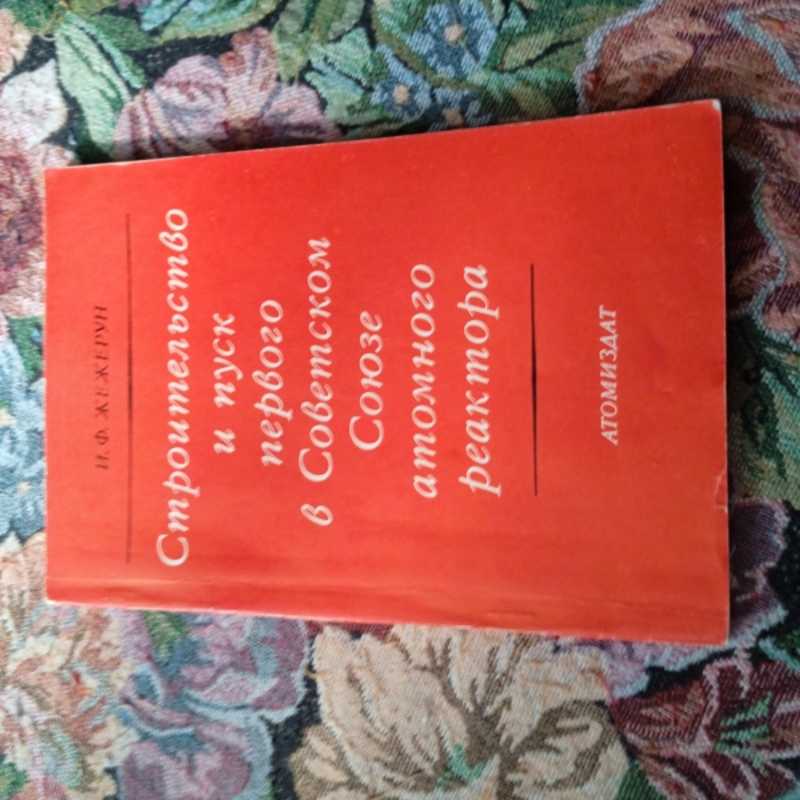 И. Ф. ЖЕЖЕРУН
Строительство
и пуск
первого
в Советском
Союзе
атомного
реактора
АТОМИЗДАТ